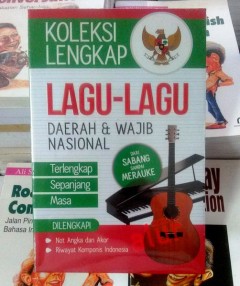 KOLEKSI
LENGKAP
LAGU-LAGU
DAERAH & WAJIB
NASIONAL
DARI
SABANG
SAMPAI
MERAUKE
Terlengkap
Sepanjang
Masa
DILENGKAPI
Not Angka dan Akor
Riwayat Komponis Indonesia